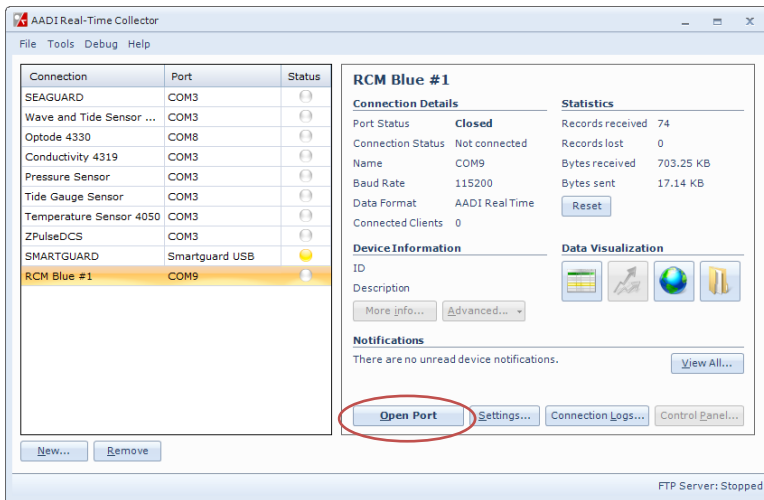 AADI Real-Time Collector
File Tools Debug Help
Connection Port Status
SEAGUARD COM3
Wave and Tide Sensor ... COM3
Optode 4330 COM8
Conductivity 4319 COM3
Pressure Sensor COM3
Tide Gauge Sensor COM3
Temperature Sensor 4050 COM3
ZPulseDCS COM3
SMARTGUARD Smartguard USB
RCM Blue #1 COM9
New... Remove
RCM Blue #1
Connection Details
Port Status Closed
Connection Status Not connected
Name COM9
Baud Rate 115200
Data Format AADI Real Time
Connected Clients 0
Statistics
Records received 74
Records lost 0
Bytes received 703.25 KB
Bytes sent 17.14 KB
Reset
Device Information
ID
Description
More info... Advanced...
Data Visualization
Notifications
There are no unread device notifications.
View All...
Open Port Settings... Connection Logs... Control Panel...
FTP Server: Stopped